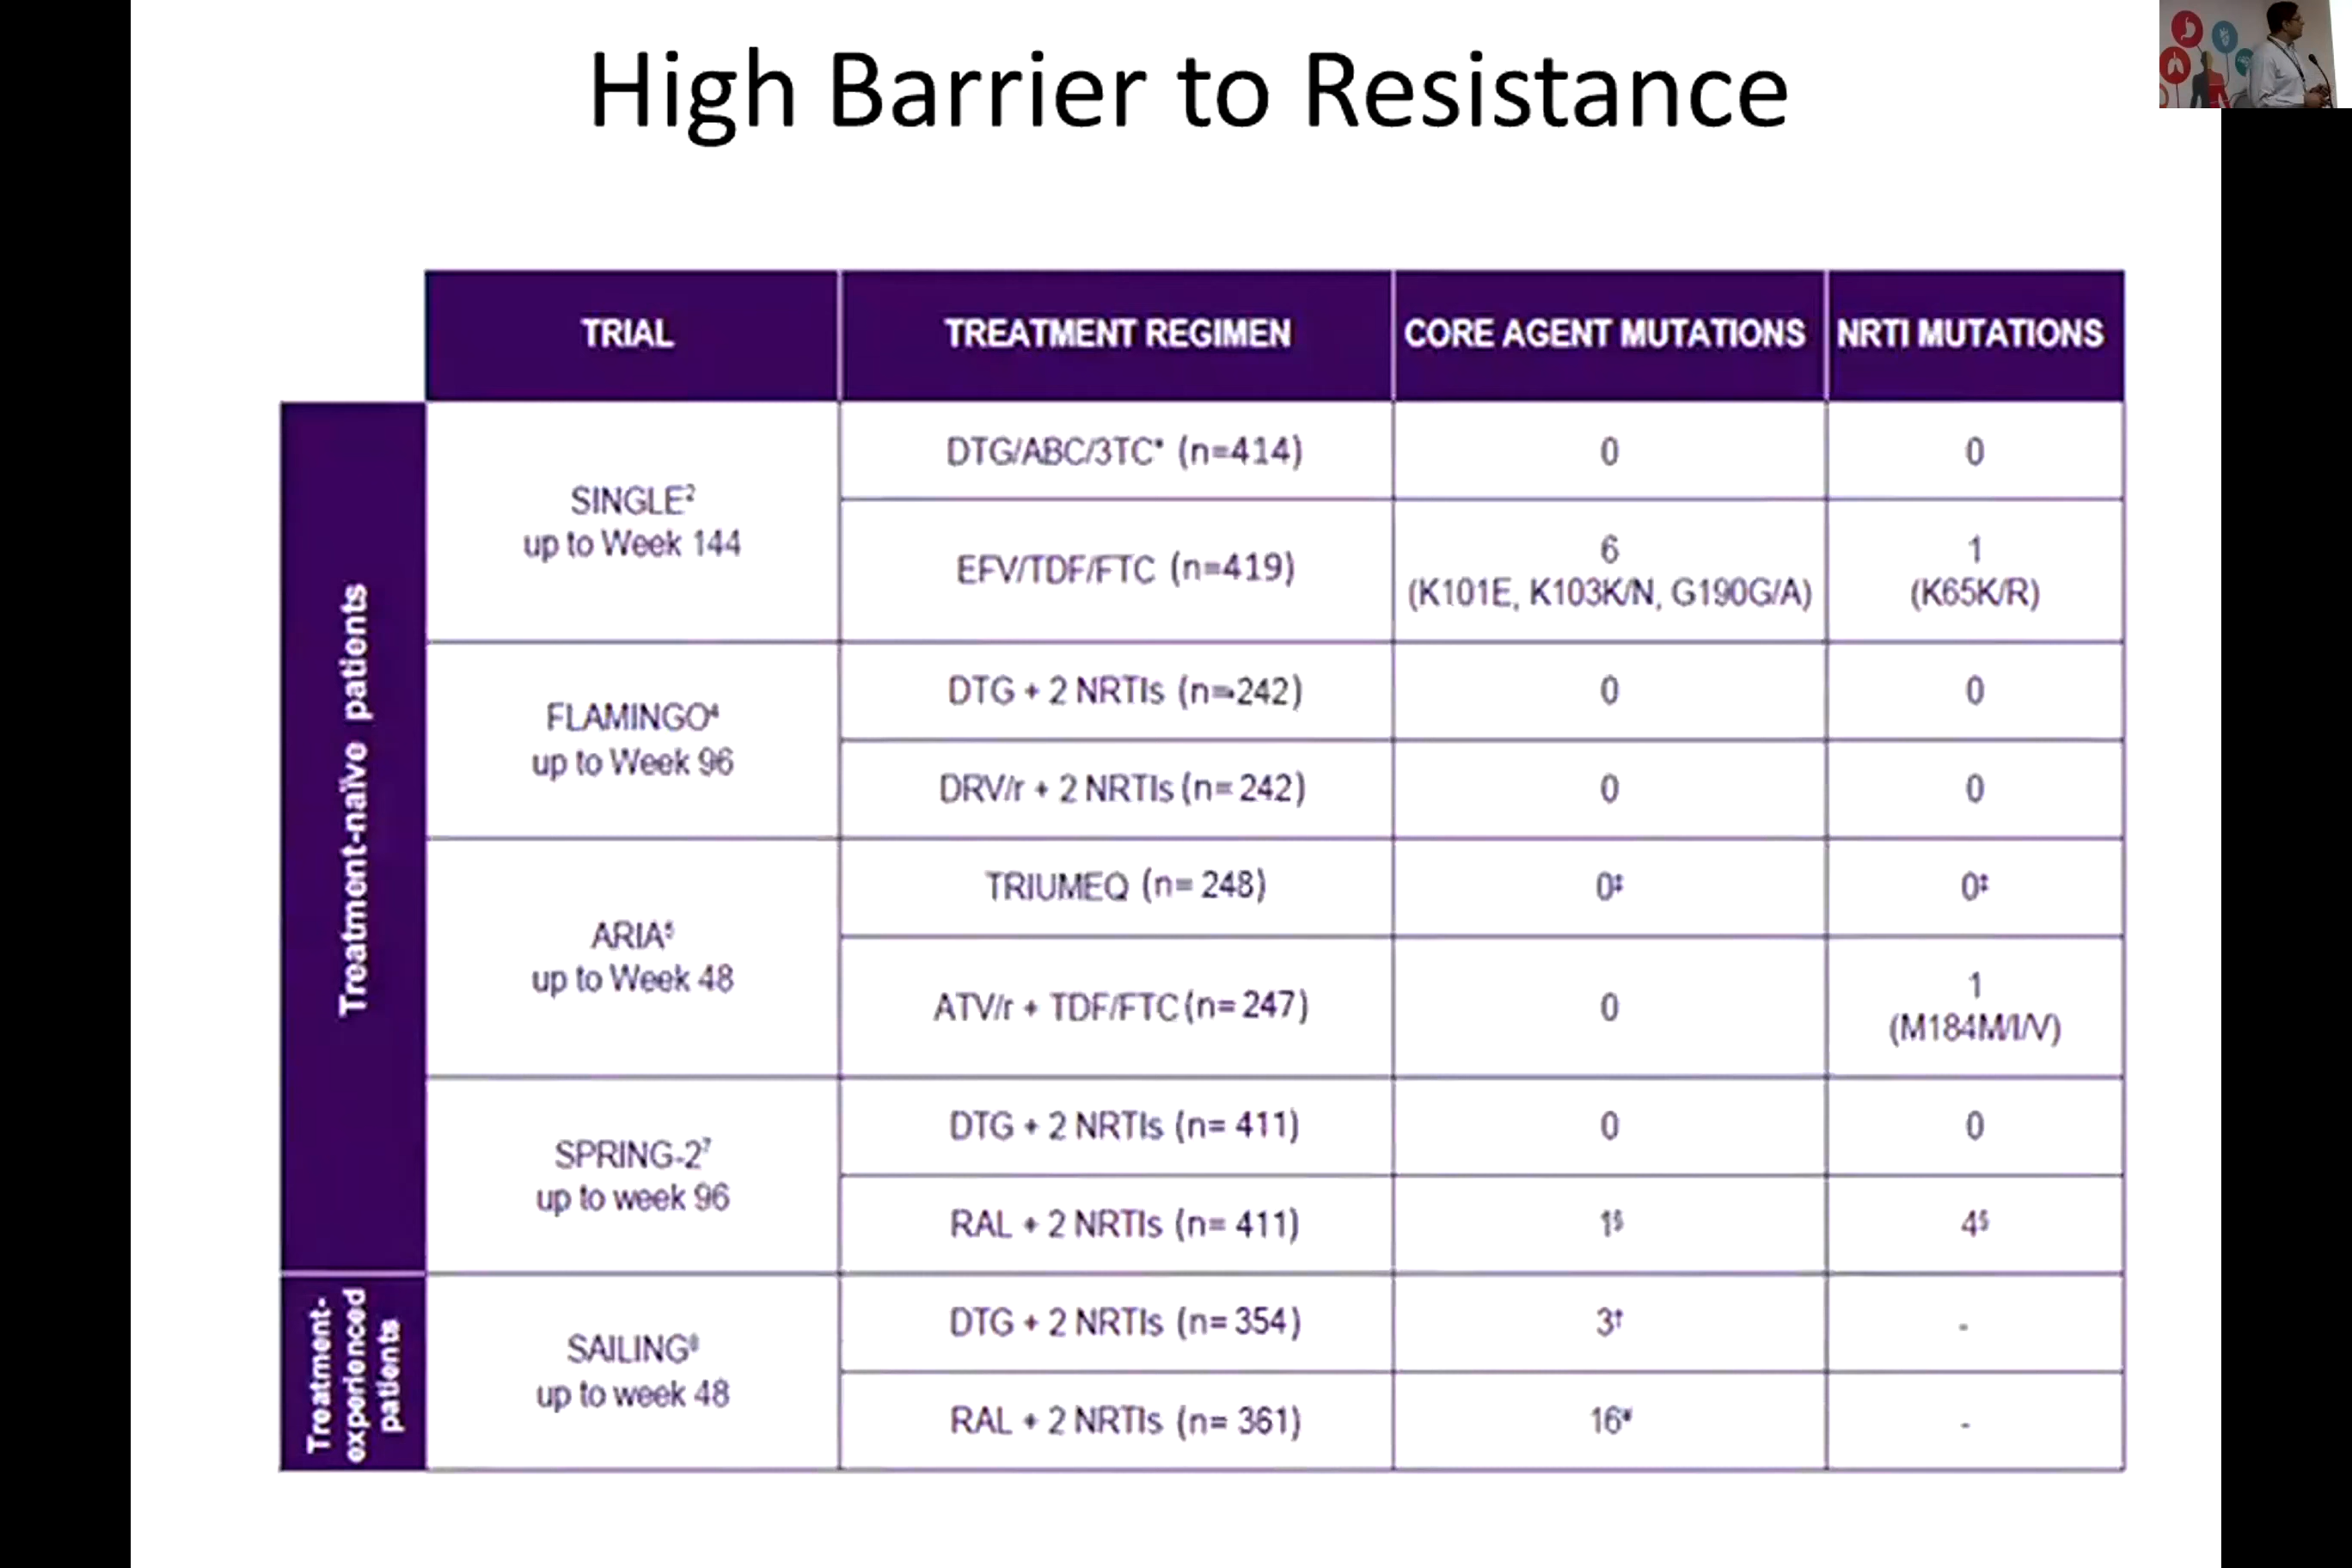 High Barrier to Resistance
TRIAL
TREATMENT REGIMEN
CORE AGENT MUTATIONS
NRTI MUTATIONS
Treatment-naïve patients
SINGLE²
up to Week 144
DTG/ABC/3TC* (n=414)
0
0
EFV/TDF/FTC (n=419)
6
(K101E, K103K/N, G190G/A)
1
(K65K/R)
FLAMINGO⁴
up to Week 96
DTG + 2 NRTIs (n=242)
0
0
DRV/r + 2 NRTIs (n= 242)
0
0
ARIA
up to Week 48
TRIUMEQ (n= 248)
0‡
0‡
ATV/r + TDF/FTC (n= 247)
0
1
(M184M/I/V)
SPRING-2⁷
up to week 96
DTG + 2 NRTIs (n= 411)
0
0
RAL + 2 NRTIs (n= 411)
1§
4§
Treatment-
experienced
patients
SAILING
up to week 48
DTG + 2 NRTIs (n= 354)
3†
-
RAL + 2 NRTIs (n= 361)
16
-